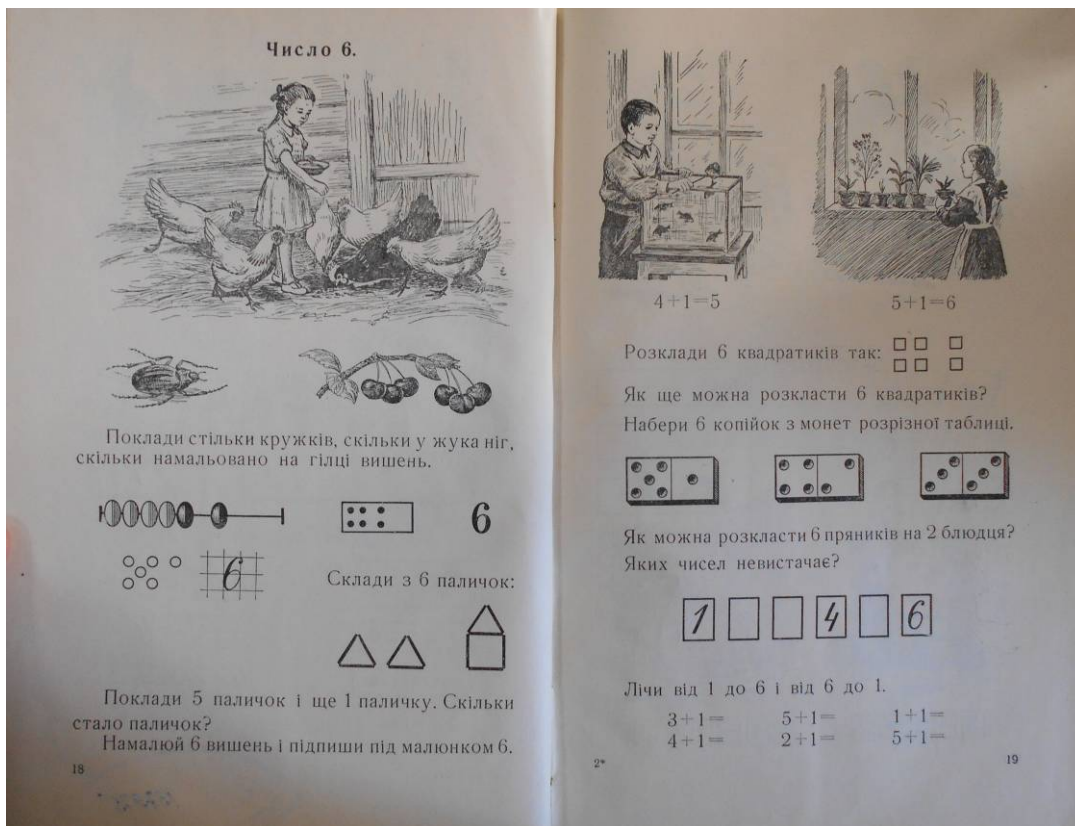 Число 6.
Поклади стільки кружків, скільки у жука ніг,
скільки намальовано на гілці вишень.
6
6
Склади з 6 паличок:
Поклади 5 паличок і ще 1 паличку. Скільки
стало паличок?
Намалюй 6 вишень і підпиши під малюнком 6.
18
4+1=5 5+1=6
Розклади 6 квадратиків так:
Як ще можна розкласти 6 квадратиків?
Набери 6 копійок з монет розрізної таблиці.
Як можна розкласти 6 пряників на 2 блюдця?
Яких чисел невистачає?
1 4 6
Лічи від 1 до 6 і від 6 до 1.
3+1= 5+1= 1+1=
4+1= 2+1= 5+1=
2*
19